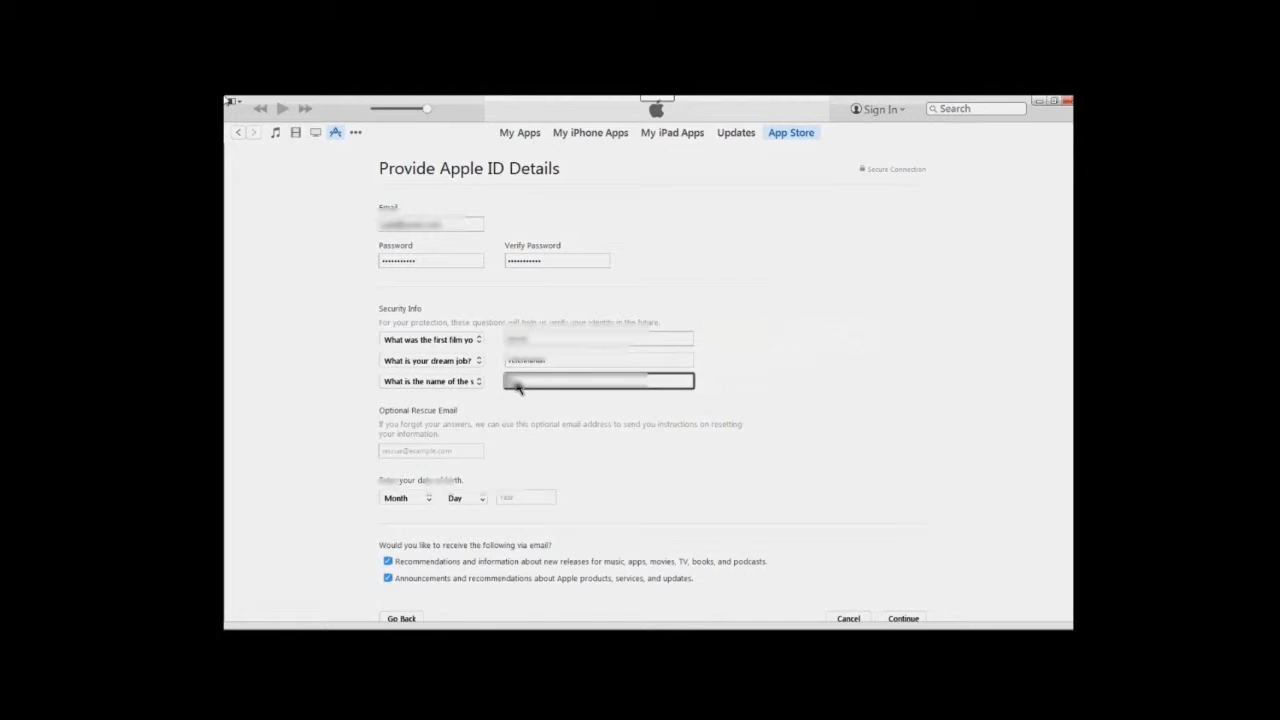 Sign In
Search
My Apps My iPhone Apps My iPad Apps Updates App Store
Provide Apple ID Details
Secure Connection
Email
Password Verify Password
Security Info
For your protection, these questions will help us verify your identity in the future.
What was the first film yo
What is your dream job?
What is the name of the s
Optional Rescue Email
If you forget your answers, we can use this optional email address to send you instructions on resetting
your information.
rescue@example.com
your date of birth.
Month Day Year
Would you like to receive the following via email?
Recommendations and information about new releases for music, apps, movies, TV, books, and podcasts.
Announcements and recommendations about Apple products, services, and updates.
Go Back Cancel Continue